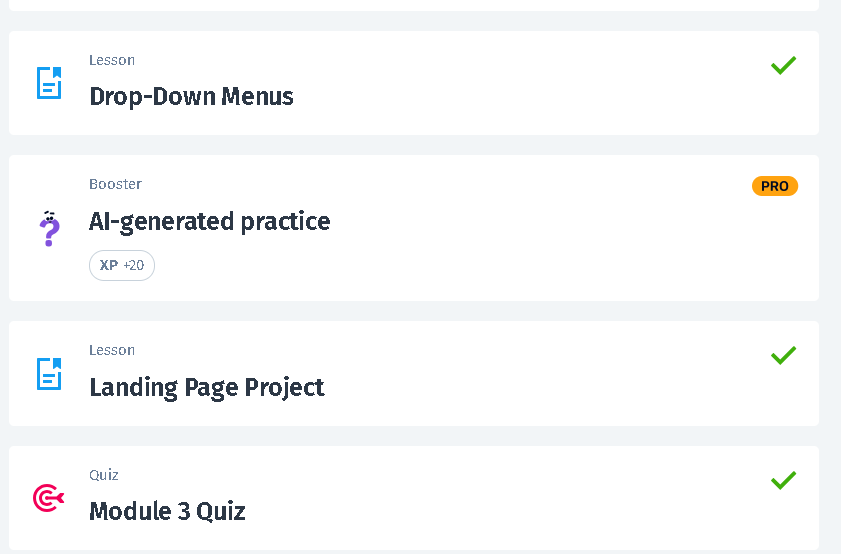 Lesson
Drop-Down Menus
Booster
PRO
AI-generated practice
XP +20
Lesson
Landing Page Project
Quiz
Module 3 Quiz